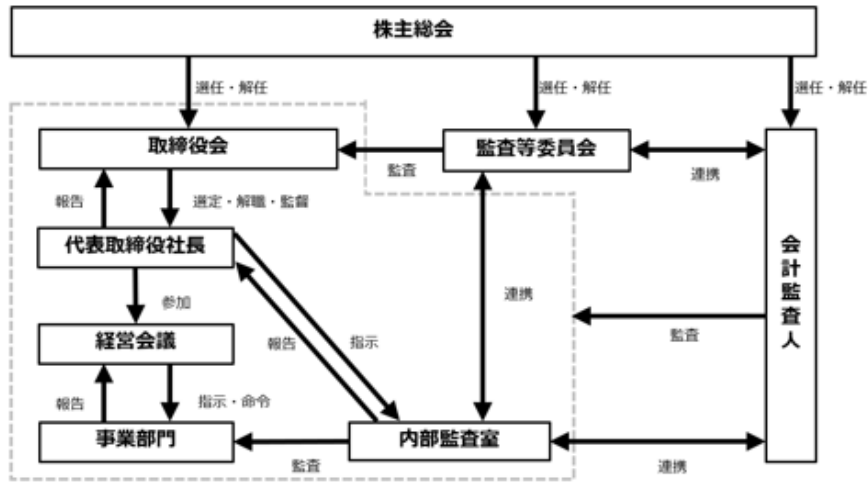 株主総会
選任・解任
選任・解任
選任・解任
取締役会
監査
監査等委員会
連携
報告
選定・解職・監督
代表取締役社長
会計監査人
参加
連携
経営会議
報告
指示
監査
報告
指示・命令
事業部門
監査
内部監査室
連携